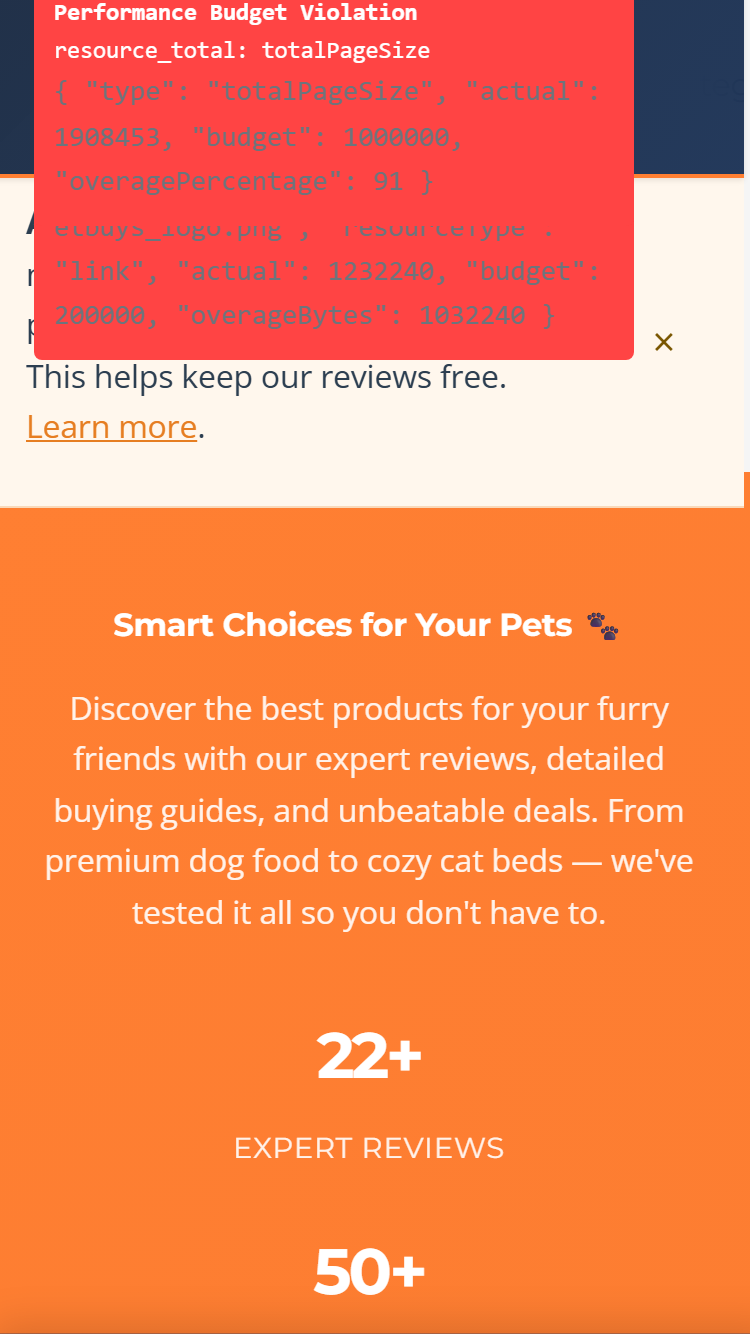 Performance Budget Violation
resource_total: totalPageSize
{ "type": "totalPageSize", "actual":
1908453, "budget": 1000000,
"overagePercentage": 91 }
etbuys_logo.png", "resourceType":
"link", "actual": 1232240, "budget":
200000, "overageBytes": 1032240 }
×
This helps keep our reviews free.
Learn more.
Smart Choices for Your Pets
Discover the best products for your furry
friends with our expert reviews, detailed
buying guides, and unbeatable deals. From
premium dog food to cozy cat beds — we've
tested it all so you don't have to.
22+
EXPERT REVIEWS
50+